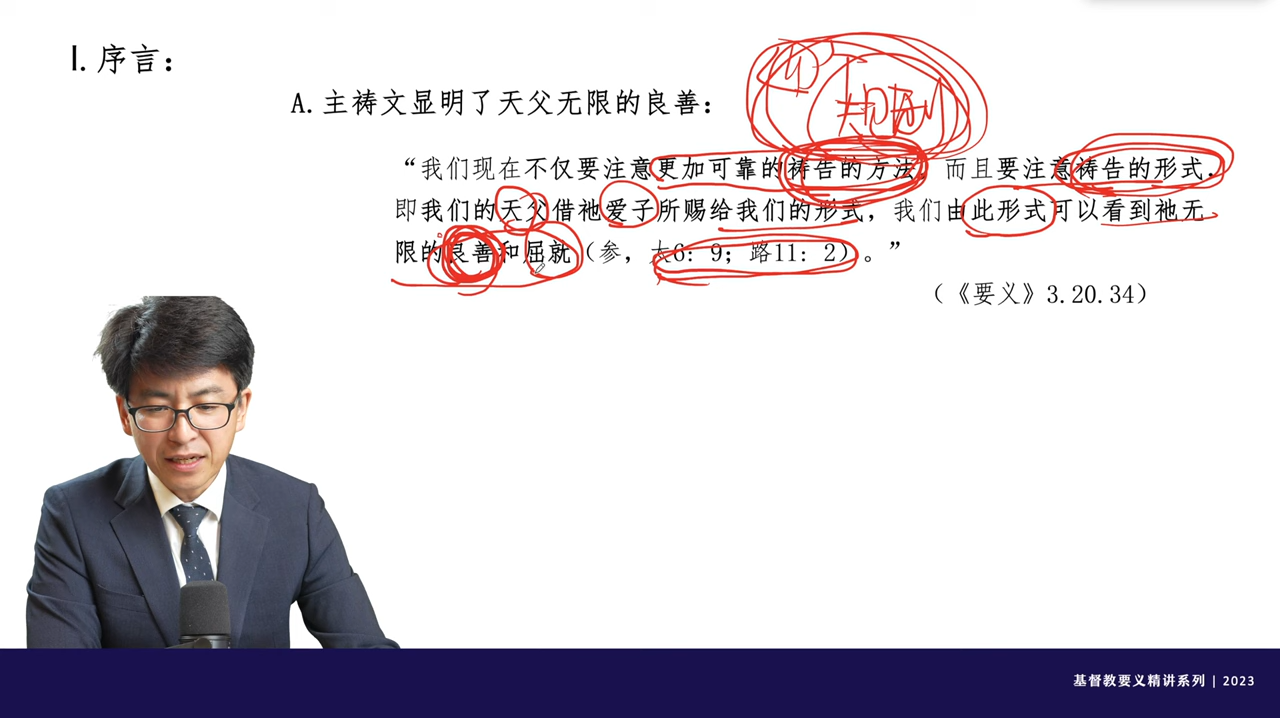 I. 序言：
A. 主祷文显明了天父无限的良善：
(4)
规则
“我们现在不仅要注意更加可靠的祷告的方法，而且要注意祷告的形式，
即我们的天父借祂爱子所赐给我们的形式，我们由此形式可以看到祂无
限的良善和屈就（参，太6：9；路11：2）。”
（《要义》3.20.34）
基督教要义精讲系列 | 2023